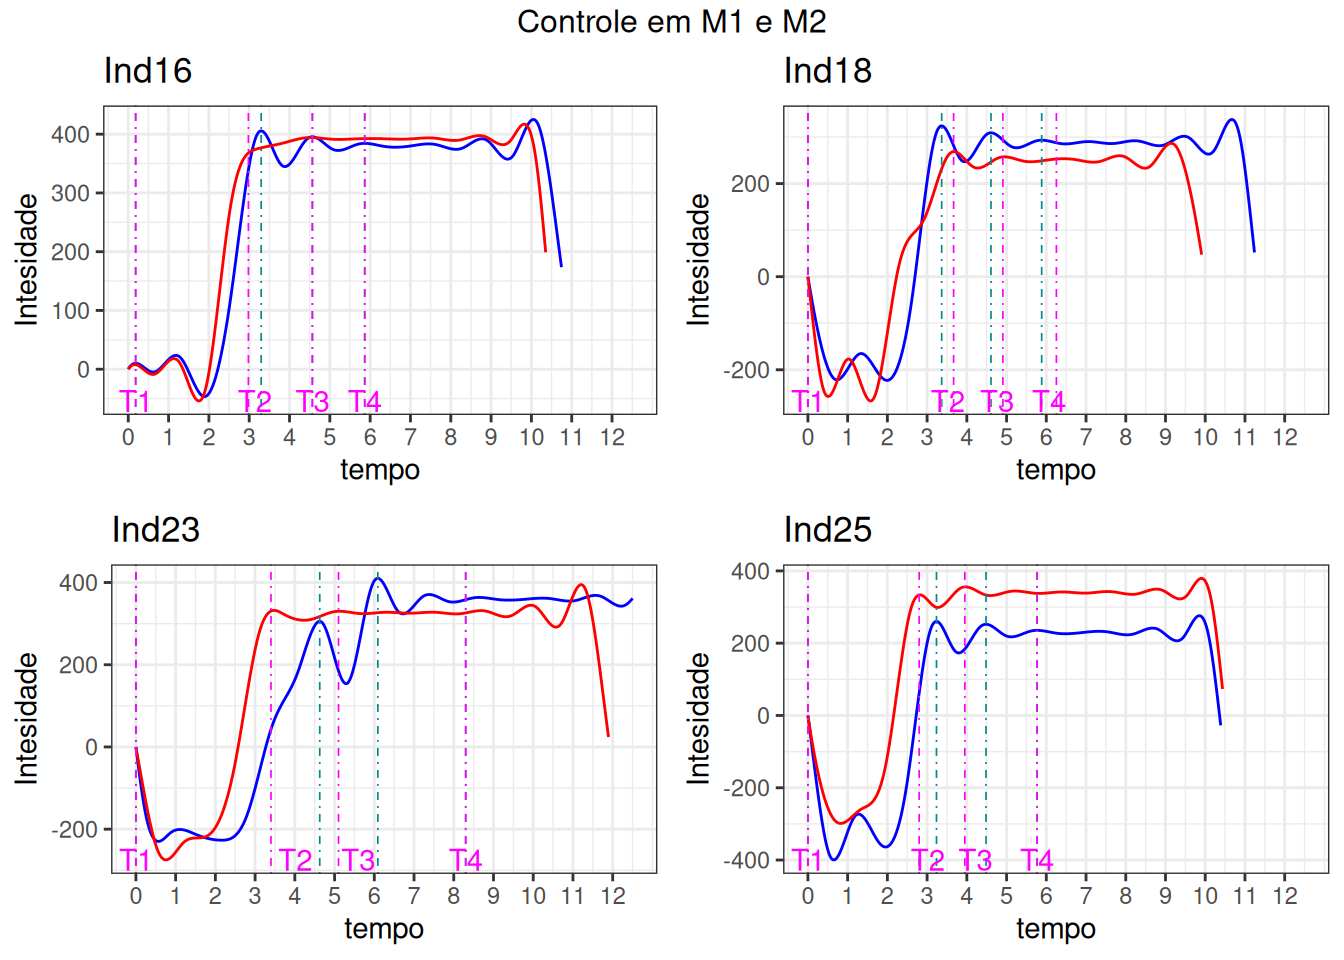 Controle em M1 e M2
Ind16
400
300
200
100
0
Intesidade
T1 T2 T3 T4
0 1 2 3 4 5 6 7 8 9 10 11 12
tempo
Ind18
200
0
-200
Intesidade
T1 T2 T3 T4
0 1 2 3 4 5 6 7 8 9 10 11 12
tempo
Ind23
400
200
0
-200
Intesidade
T1 T2 T3 T4
0 1 2 3 4 5 6 7 8 9 10 11 12
tempo
Ind25
400
200
0
-200
-400
Intesidade
T1 T2 T3 T4
0 1 2 3 4 5 6 7 8 9 10 11 12
tempo